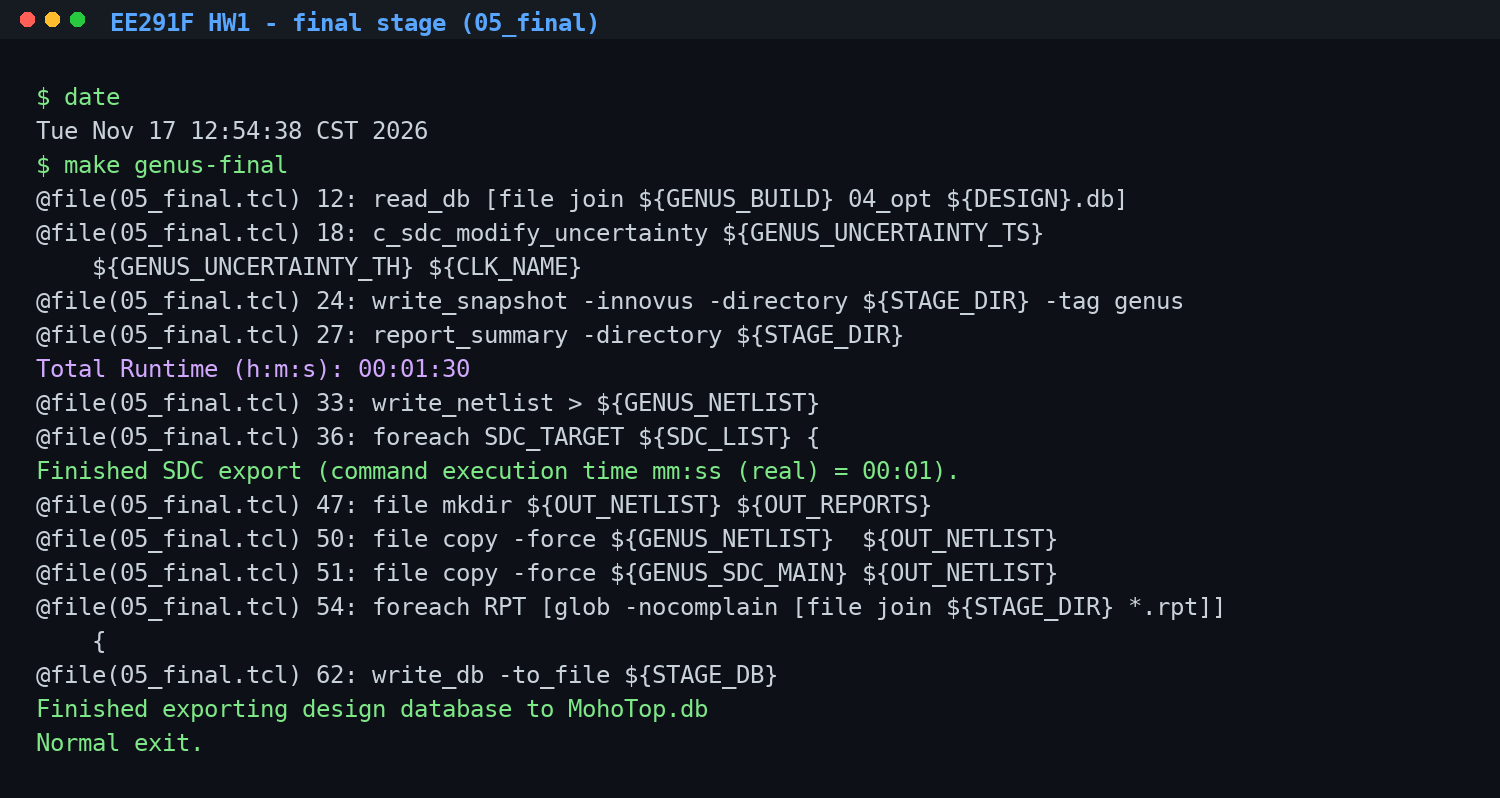 EE291F HW1 - final stage (05_final)
$ date
Tue Nov 17 12:54:38 CST 2026
$ make genus-final
@file(05_final.tcl) 12: read_db [file join ${GENUS_BUILD} 04_opt ${DESIGN}.db]
@file(05_final.tcl) 18: c_sdc_modify_uncertainty ${GENUS_UNCERTAINTY_TS}
    ${GENUS_UNCERTAINTY_TH} ${CLK_NAME}
@file(05_final.tcl) 24: write_snapshot -innovus -directory ${STAGE_DIR} -tag genus
@file(05_final.tcl) 27: report_summary -directory ${STAGE_DIR}
Total Runtime (h:m:s): 00:01:30
@file(05_final.tcl) 33: write_netlist > ${GENUS_NETLIST}
@file(05_final.tcl) 36: foreach SDC_TARGET ${SDC_LIST} {
Finished SDC export (command execution time mm:ss (real) = 00:01).
@file(05_final.tcl) 47: file mkdir ${OUT_NETLIST} ${OUT_REPORTS}
@file(05_final.tcl) 50: file copy -force ${GENUS_NETLIST}  ${OUT_NETLIST}
@file(05_final.tcl) 51: file copy -force ${GENUS_SDC_MAIN} ${OUT_NETLIST}
@file(05_final.tcl) 54: foreach RPT [glob -nocomplain [file join ${STAGE_DIR} *.rpt]]
    {
@file(05_final.tcl) 62: write_db -to_file ${STAGE_DB}
Finished exporting design database to MohoTop.db
Normal exit.